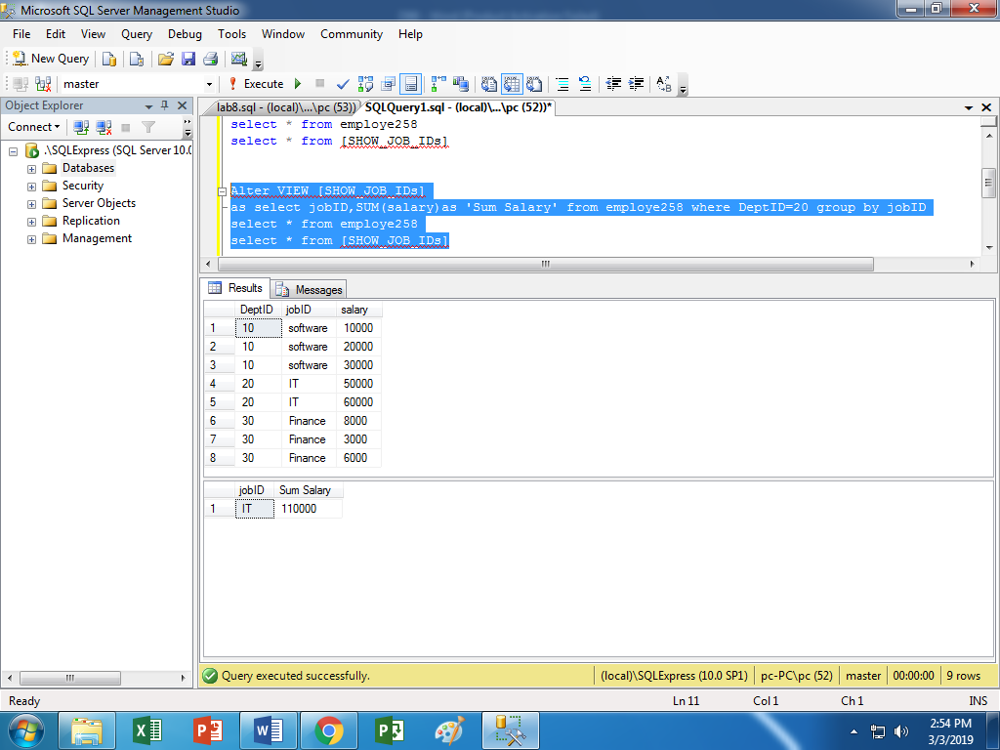 Microsoft SQL Server Management Studio
File Edit View Query Debug Tools Window Community Help
New Query
master Execute
Object Explorer
Connect
.\SQLExpress (SQL Server 10.0
Databases
Security
Server Objects
Replication
Management
lab8.sql - (local)\...\pc (53)) SQLQuery1.sql - (local)\...\pc (52))*
select * from employe258
select * from [SHOW_JOB_IDs]
Alter VIEW [SHOW_JOB_IDs]
as select jobID,SUM(salary)as 'Sum Salary' from employe258 where DeptID=20 group by jobID
select * from employe258
select * from [SHOW_JOB_IDs]
Results Messages
DeptID jobID salary
1 10 software 10000
2 10 software 20000
3 10 software 30000
4 20 IT 50000
5 20 IT 60000
6 30 Finance 8000
7 30 Finance 3000
8 30 Finance 6000
jobID Sum Salary
1 IT 110000
Query executed successfully. (local)\SQLExpress (10.0 SP1) pc-PC\pc (52) master 00:00:00 9 rows
Ready Ln 11 Col 1 Ch 1 INS
2:54 PM
3/3/2019